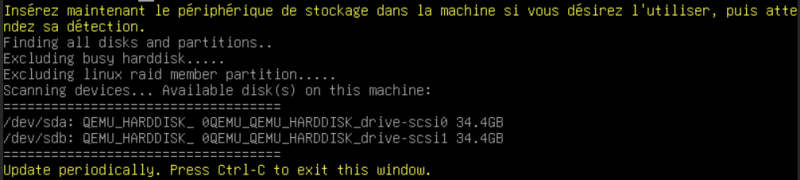 Insérez maintenant le périphérique de stockage dans la machine si vous désirez l'utiliser, puis atte
ndez sa détection.
Finding all disks and partitions..
Excluding busy harddisk.....
Excluding linux raid member partition.....
Scanning devices... Available disk(s) on this machine:
===================================
/dev/sda: QEMU_HARDDISK_ 0QEMU_QEMU_HARDDISK_drive-scsi0 34.4GB
/dev/sdb: QEMU_HARDDISK_ 0QEMU_QEMU_HARDDISK_drive-scsi1 34.4GB
===================================
Update periodically. Press Ctrl-C to exit this window.